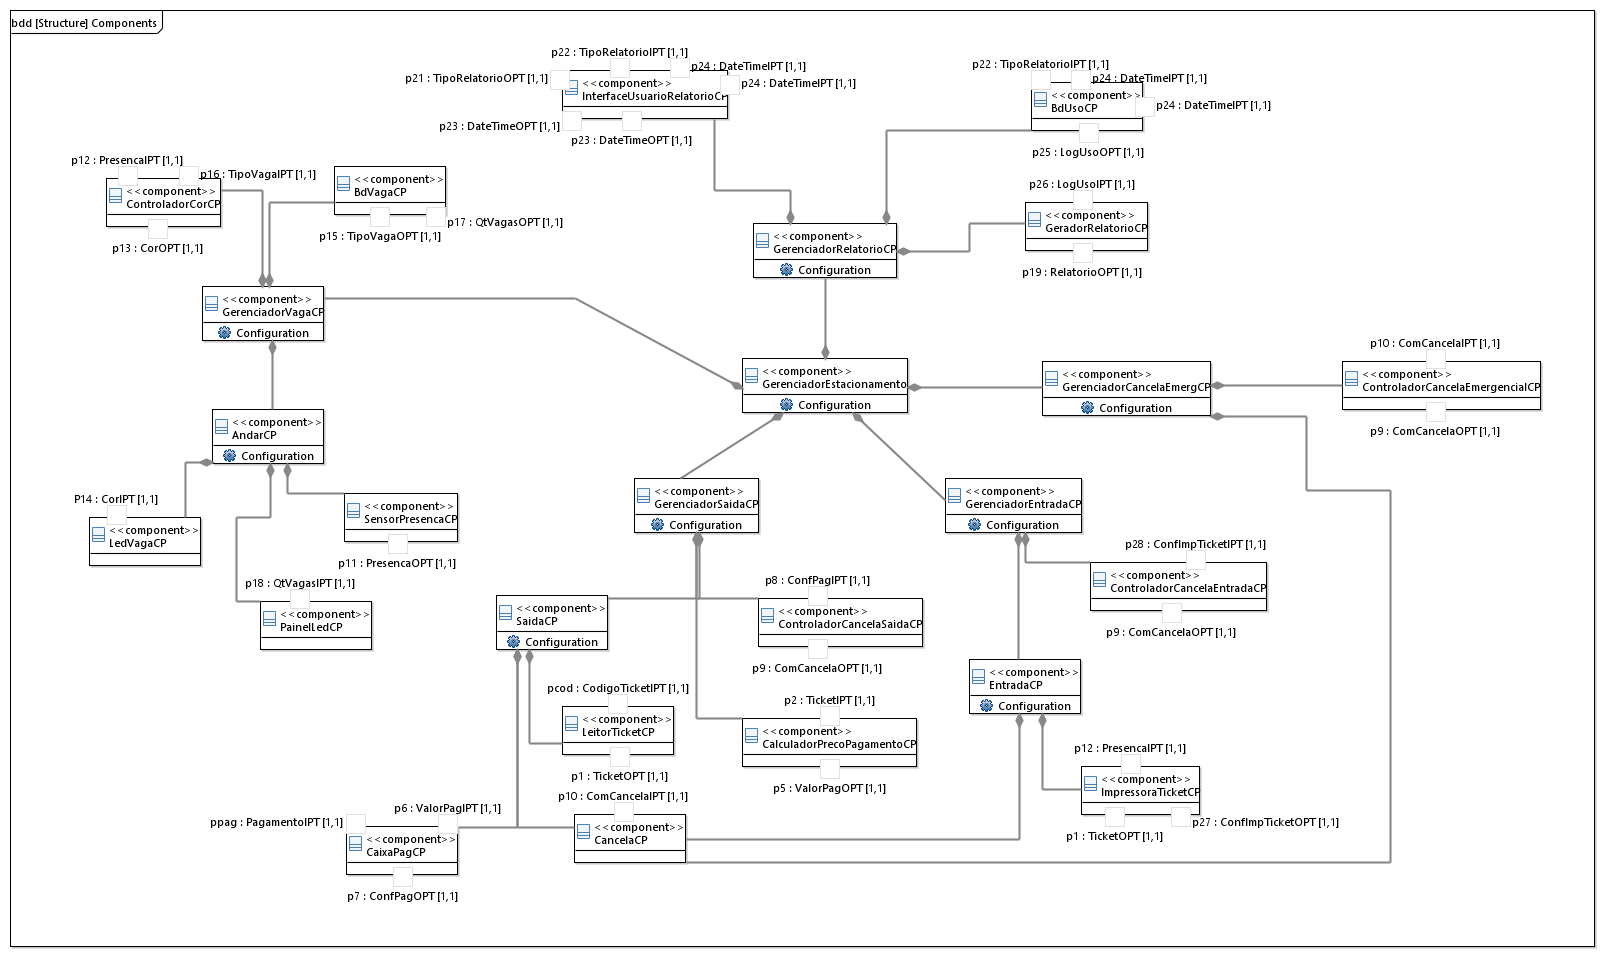 bdd [Structure] Components
p22 : TipoRelatorioIPT [1,1]
p24 : DateTimeIPT [1,1]
p21 : TipoRelatorioOPT [1,1]
p24 : DateTimeIPT [1,1]
<<component>>
InterfaceUsuarioRelatorioCP
p23 : DateTimeOPT [1,1]
p23 : DateTimeOPT [1,1]
p22 : TipoRelatorioIPT [1,1]
p24 : DateTimeIPT [1,1]
<<component>>
BdUsoCP
p24 : DateTimeIPT [1,1]
p25 : LogUsoOPT [1,1]
p12 : PresencaIPT [1,1]
p16 : TipoVagaIPT [1,1]
<<component>>
ControladorCorCP
p13 : CorOPT [1,1]
<<component>>
BdVagaCP
p17 : QtVagasOPT [1,1]
p15 : TipoVagaOPT [1,1]
p26 : LogUsoIPT [1,1]
<<component>>
GeradorRelatorioCP
p19 : RelatorioOPT [1,1]
<<component>>
GerenciadorRelatorioCP
Configuration
<<component>>
GerenciadorVagaCP
Configuration
<<component>>
GerenciadorEstacionamento
Configuration
<<component>>
GerenciadorCancelaEmergCP
Configuration
p10 : ComCancelaIPT [1,1]
<<component>>
ControladorCancelaEmergencialCP
p9 : ComCancelaOPT [1,1]
<<component>>
AndarCP
Configuration
P14 : CorIPT [1,1]
<<component>>
LedVagaCP
<<component>>
SensorPresencaCP
p11 : PresencaOPT [1,1]
p18 : QtVagasIPT [1,1]
<<component>>
PainelLedCP
<<component>>
GerenciadorSaidaCP
Configuration
<<component>>
GerenciadorEntradaCP
Configuration
p28 : ConfImpTicketIPT [1,1]
<<component>>
ControladorCancelaEntradaCP
p9 : ComCancelaOPT [1,1]
<<component>>
SaidaCP
Configuration
p8 : ConfPagIPT [1,1]
<<component>>
ControladorCancelaSaidaCP
p9 : ComCancelaOPT [1,1]
<<component>>
EntradaCP
Configuration
pcod : CodigoTicketIPT [1,1]
<<component>>
LeitorTicketCP
p1 : TicketOPT [1,1]
p2 : TicketIPT [1,1]
<<component>>
CalculadorPrecoPagamentoCP
p5 : ValorPagOPT [1,1]
p12 : PresencaIPT [1,1]
<<component>>
ImpressoraTicketCP
p27 : ConfImpTicketOPT [1,1]
p1 : TicketOPT [1,1]
p10 : ComCancelaIPT [1,1]
<<component>>
CancelaCP
p6 : ValorPagIPT [1,1]
ppag : PagamentoIPT [1,1]
<<component>>
CaixaPagCP
p7 : ConfPagOPT [1,1]